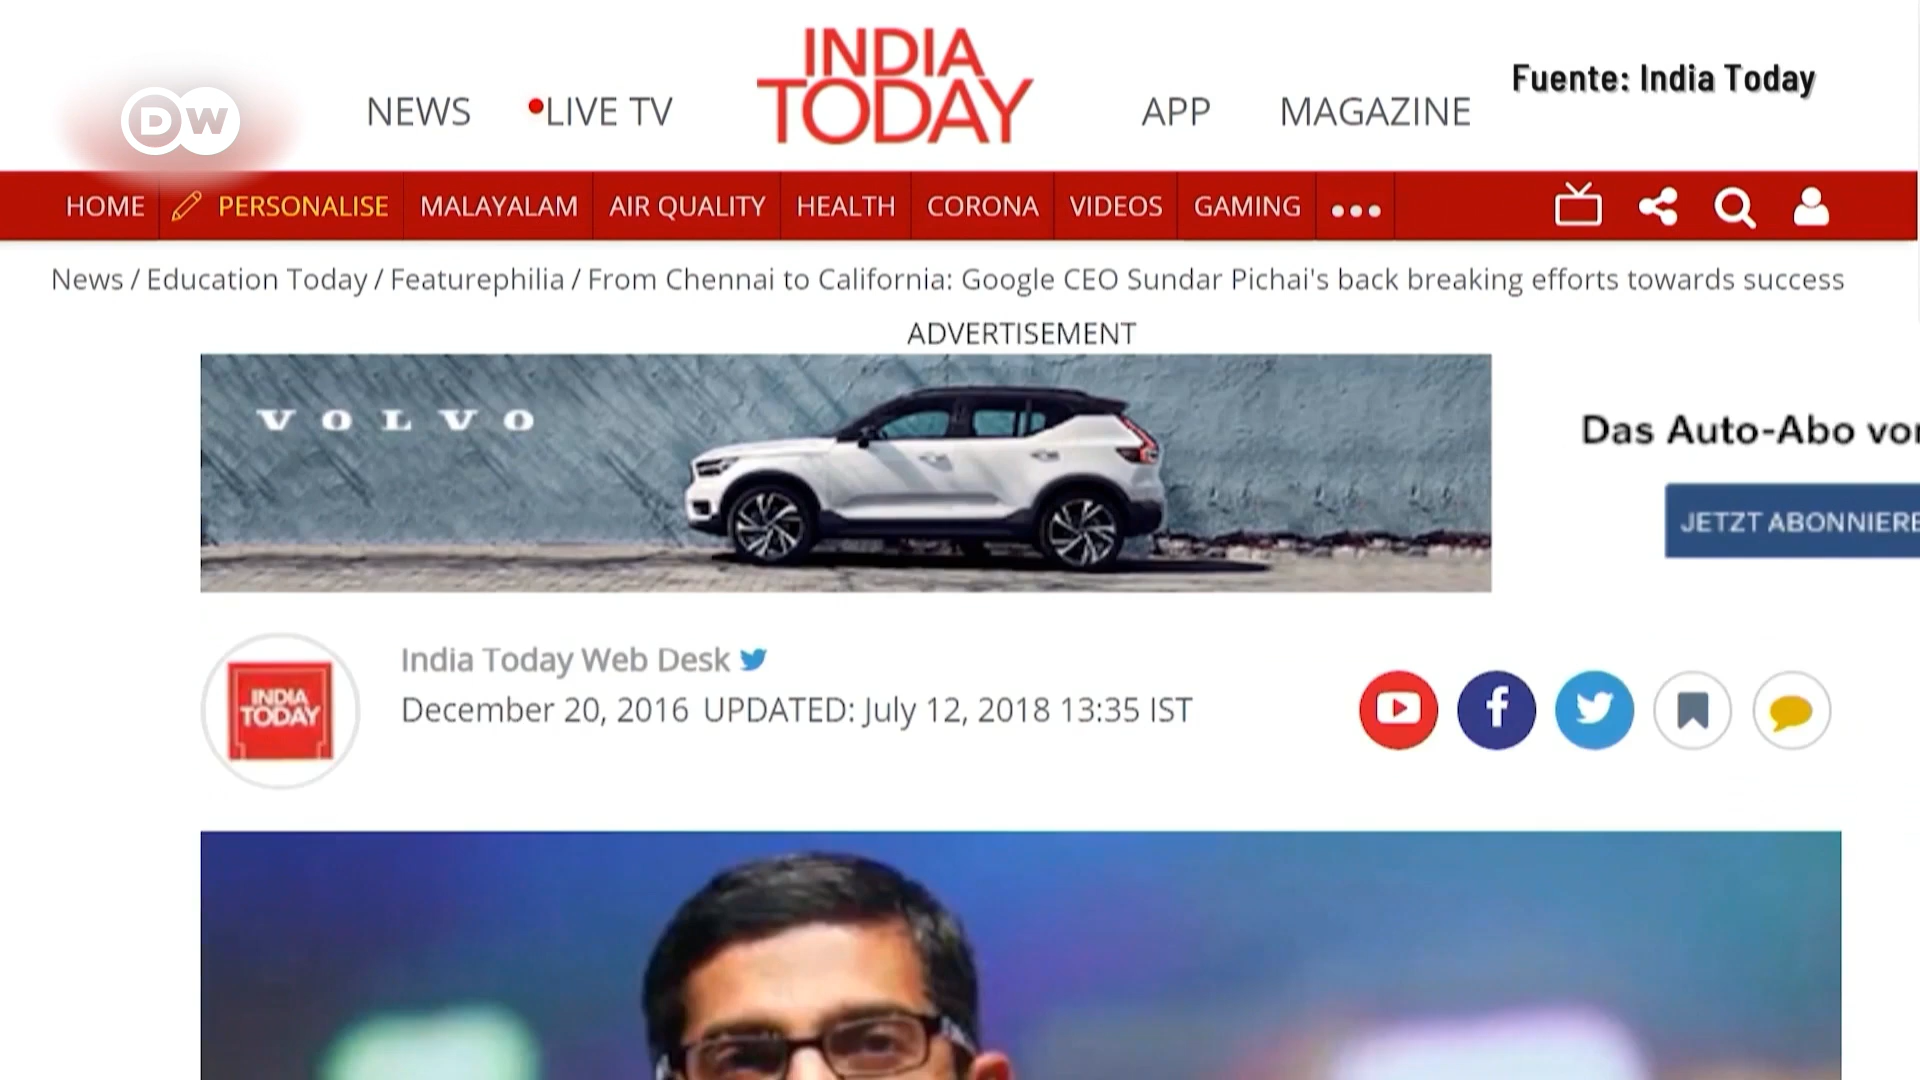 DW
NEWS
LIVE TV
INDIA
TODAY
APP
MAGAZINE
Fuente: India Today
HOME
PERSONALISE
MALAYALAM
AIR QUALITY
HEALTH
CORONA
VIDEOS
GAMING
News / Education Today / Featurephilia / From Chennai to California: Google CEO Sundar Pichai's back breaking efforts towards success
ADVERTISEMENT
VOLVO
Das Auto-Abo
JETZT
India Today Web Desk
INDIA
TODAY
December 20, 2016 UPDATED: July 12, 2018 13:35 IST